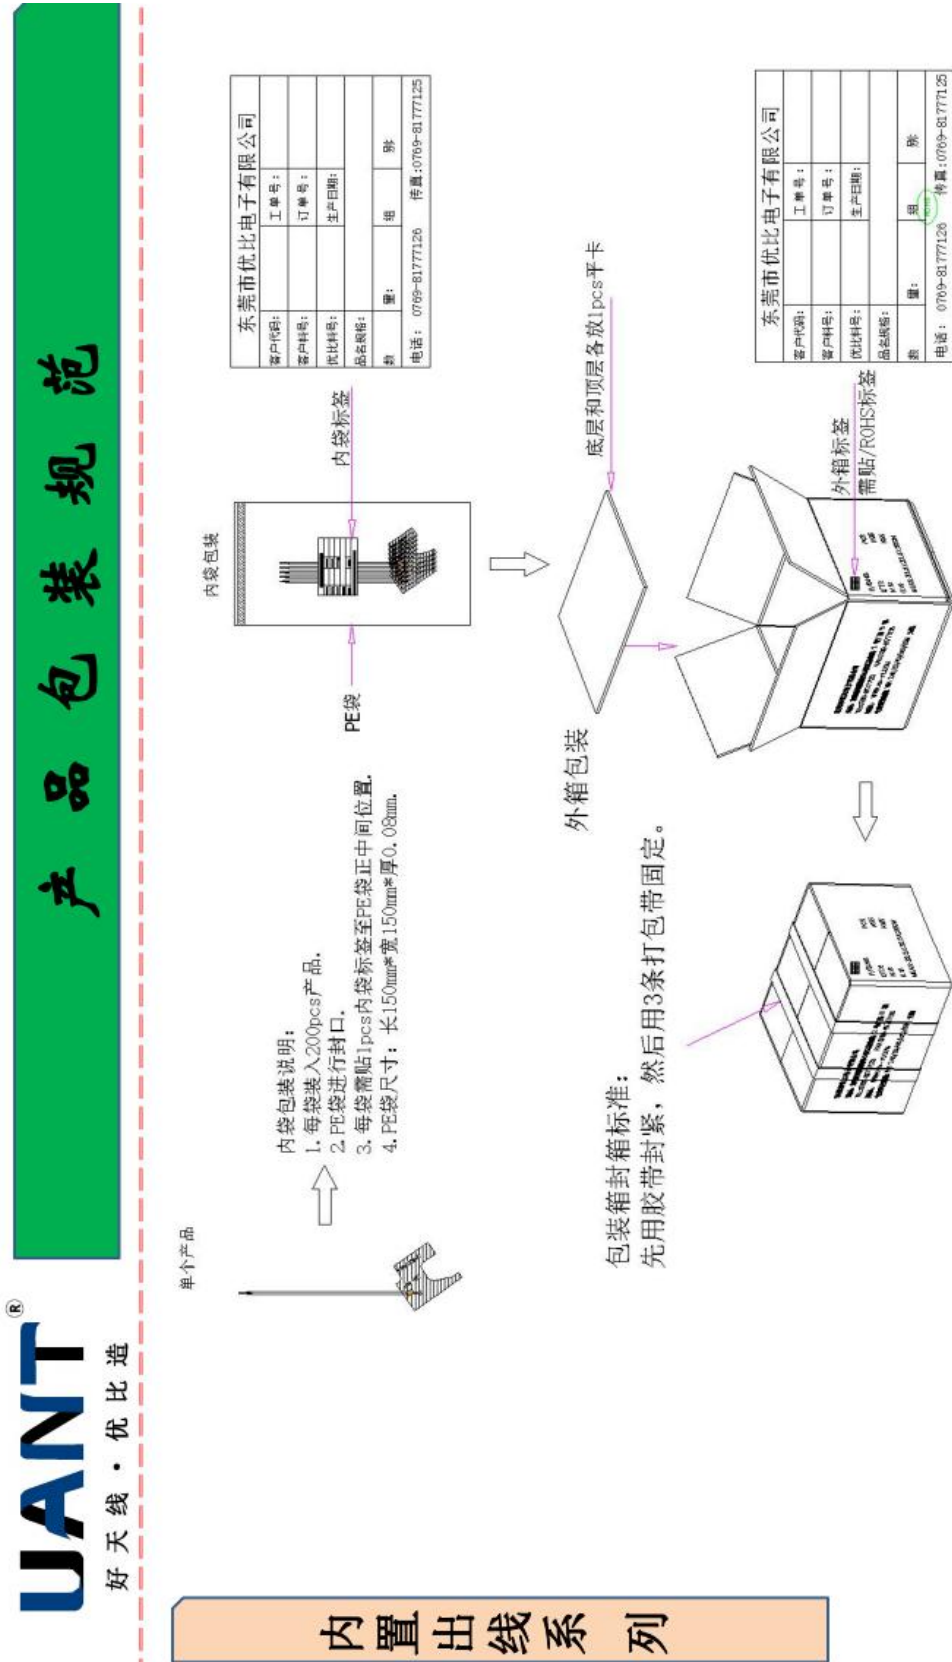 UANT®
好天线·优比造
产品包装规范
内置出线系列
单个产品
内袋包装说明：
1.每袋装入200pcs产品.
2.PE袋进行封口.
3.每袋需贴1pcs内袋标签至PE袋正中间位置.
4.PE袋尺寸：长150mm*宽150mm*厚0.08mm.
内袋包装
PE袋
内袋标签
东莞市优比电子有限公司
客户代码： 工单号：
客户料号： 订单号：
优比料号： 生产日期：
品名规格：
数 量： 组 别：
电话：0769-81777126 传真:0769-81777125
外箱包装
底层和顶层各放1pcs平卡
包装箱封箱标准：
先用胶带封紧，然后用3条打包带固定。
外箱标签
需贴/ROHS标签
东莞市优比电子有限公司
客户代码： 工单号：
客户料号： 订单号：
优比料号： 生产日期：
品名规格：
数 量： 组 别
电话：0769-81777126 传真:0769-81777125